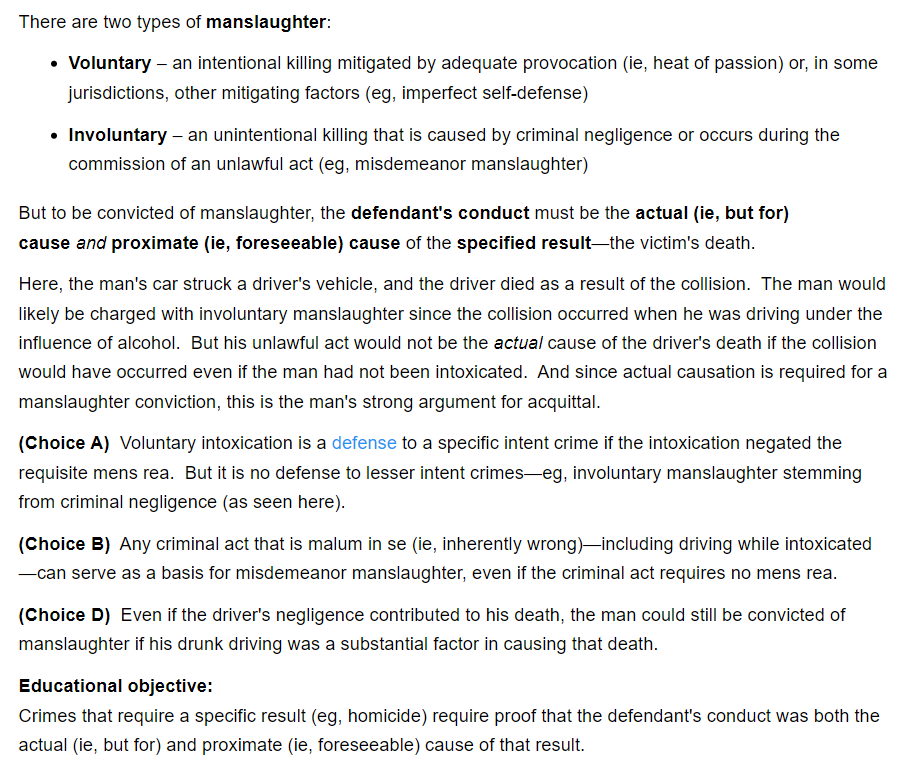 There are two types of manslaughter:
• Voluntary – an intentional killing mitigated by adequate provocation (ie, heat of passion) or, in some
jurisdictions, other mitigating factors (eg, imperfect self-defense)
• Involuntary – an unintentional killing that is caused by criminal negligence or occurs during the
commission of an unlawful act (eg, misdemeanor manslaughter)
But to be convicted of manslaughter, the defendant's conduct must be the actual (ie, but for)
cause and proximate (ie, foreseeable) cause of the specified result—the victim's death.
Here, the man's car struck a driver's vehicle, and the driver died as a result of the collision.  The man would
likely be charged with involuntary manslaughter since the collision occurred when he was driving under the
influence of alcohol.  But his unlawful act would not be the actual cause of the driver's death if the collision
would have occurred even if the man had not been intoxicated.  And since actual causation is required for a
manslaughter conviction, this is the man's strong argument for acquittal.
(Choice A)  Voluntary intoxication is a defense to a specific intent crime if the intoxication negated the
requisite mens rea.  But it is no defense to lesser intent crimes—eg, involuntary manslaughter stemming
from criminal negligence (as seen here).
(Choice B)  Any criminal act that is malum in se (ie, inherently wrong)—including driving while intoxicated
—can serve as a basis for misdemeanor manslaughter, even if the criminal act requires no mens rea.
(Choice D)  Even if the driver's negligence contributed to his death, the man could still be convicted of
manslaughter if his drunk driving was a substantial factor in causing that death.
Educational objective:
Crimes that require a specific result (eg, homicide) require proof that the defendant's conduct was both the
actual (ie, but for) and proximate (ie, foreseeable) cause of that result.